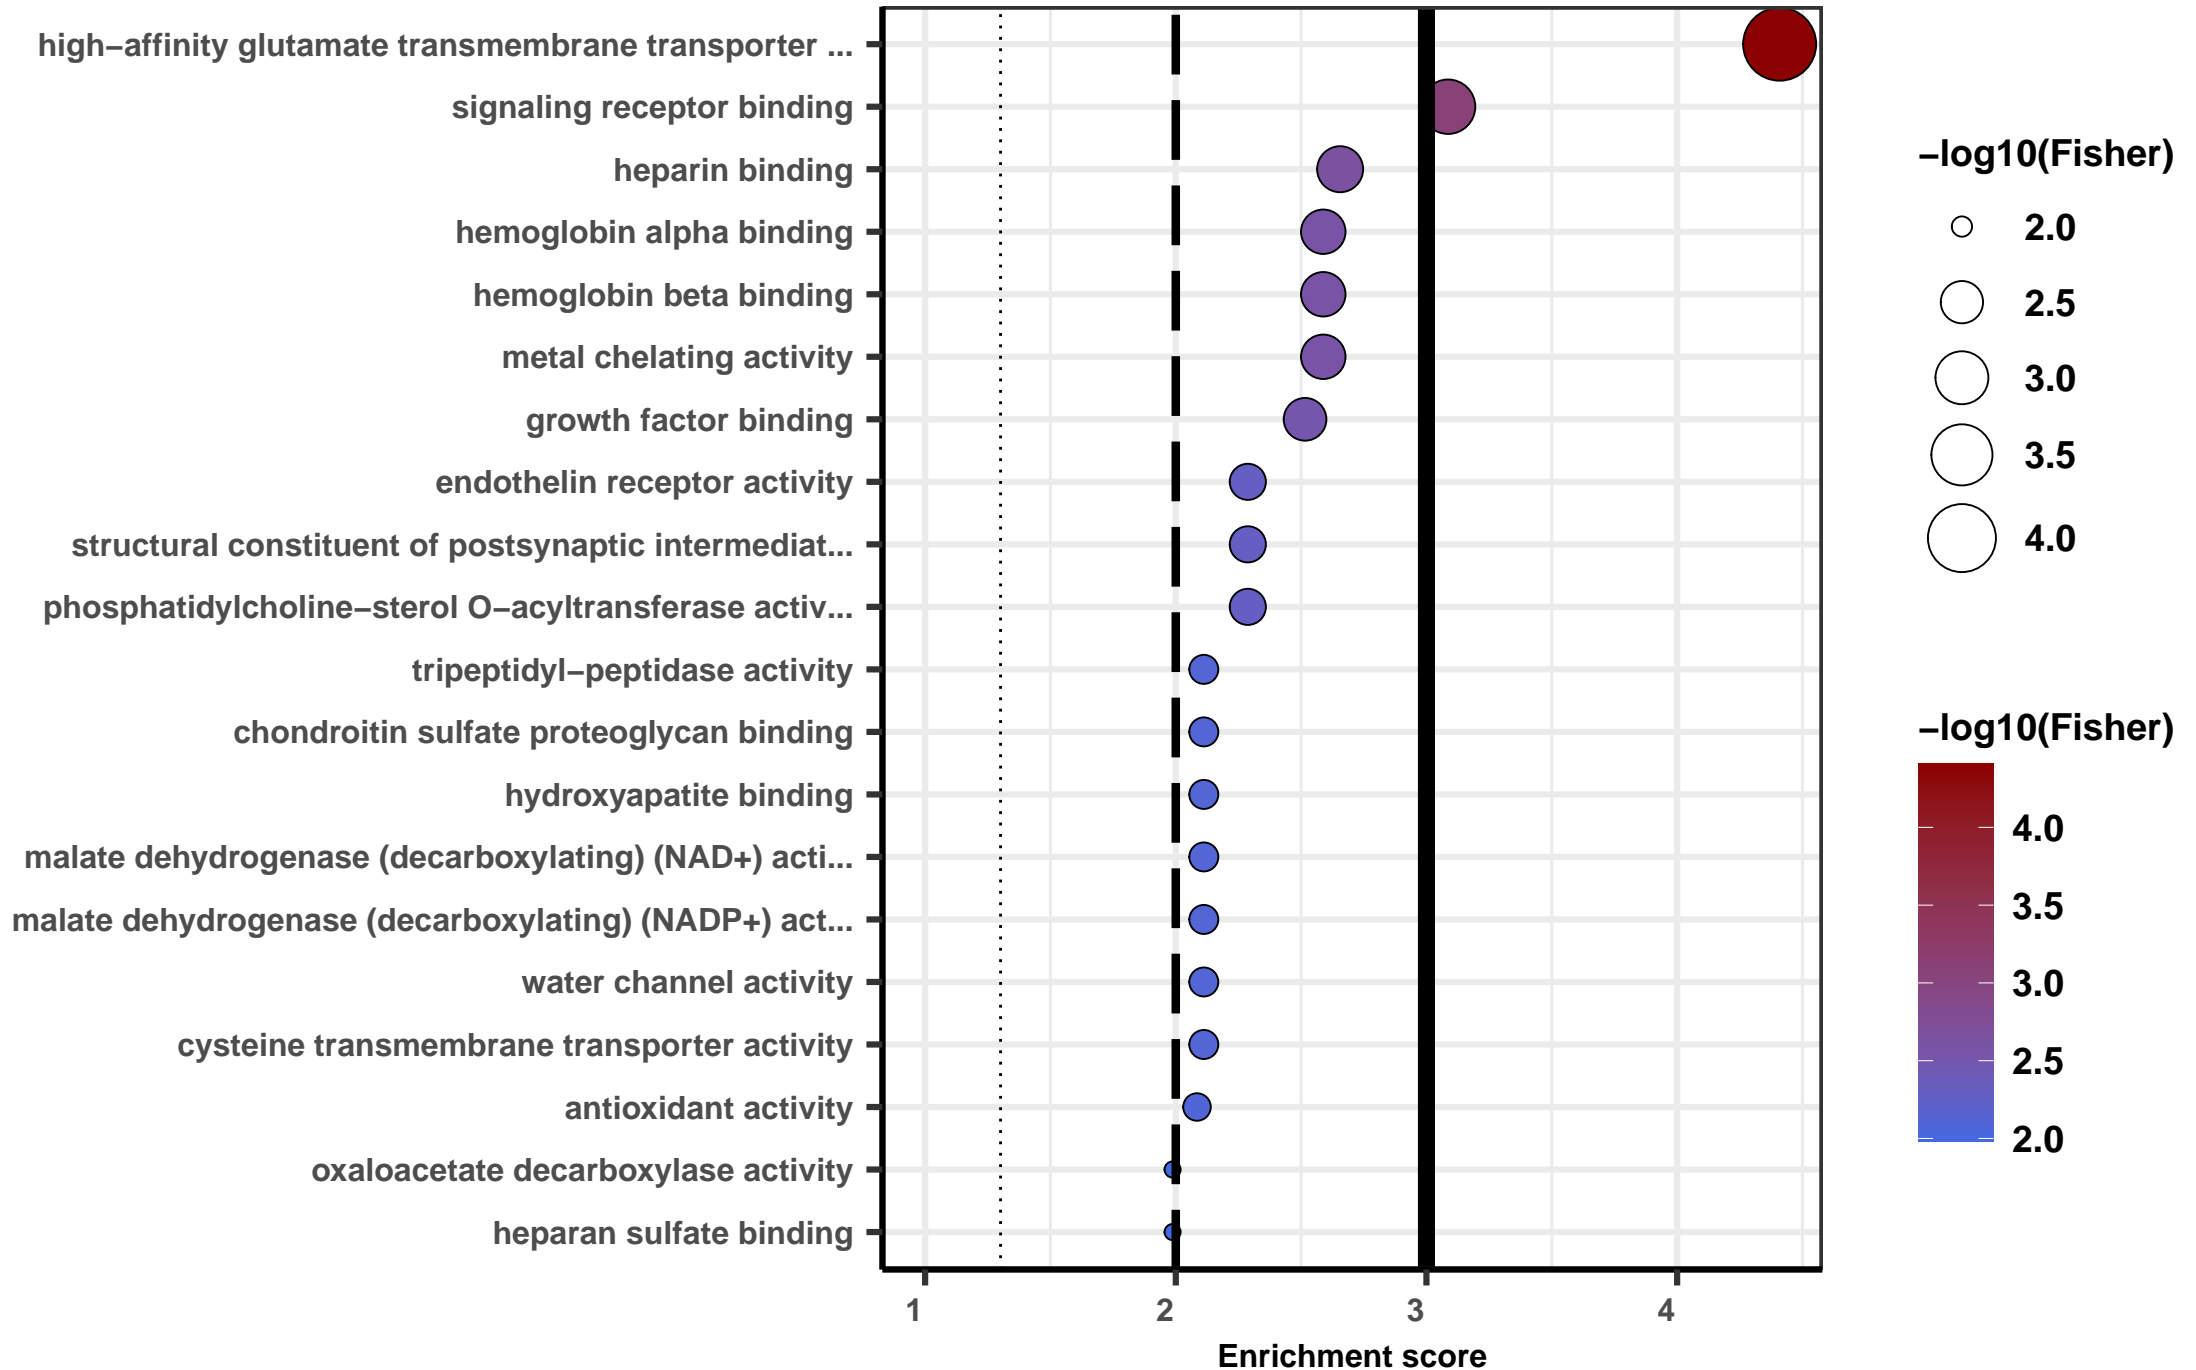 high−affinity glutamate transmembrane transporter ...
signaling receptor binding
heparin binding
hemoglobin alpha binding
hemoglobin beta binding
metal chelating activity
growth factor binding
endothelin receptor activity
structural constituent of postsynaptic intermediat...
phosphatidylcholine−sterol O−acyltransferase activ...
tripeptidyl−peptidase activity
chondroitin sulfate proteoglycan binding
hydroxyapatite binding
malate dehydrogenase (decarboxylating) (NAD+) acti...
malate dehydrogenase (decarboxylating) (NADP+) act...
water channel activity
cysteine transmembrane transporter activity
antioxidant activity
oxaloacetate decarboxylase activity
heparan sulfate binding
1 2 3 4
Enrichment score
−log10(Fisher)
2.0
2.5
3.0
3.5
4.0
−log10(Fisher)
4.0
3.5
3.0
2.5
2.0